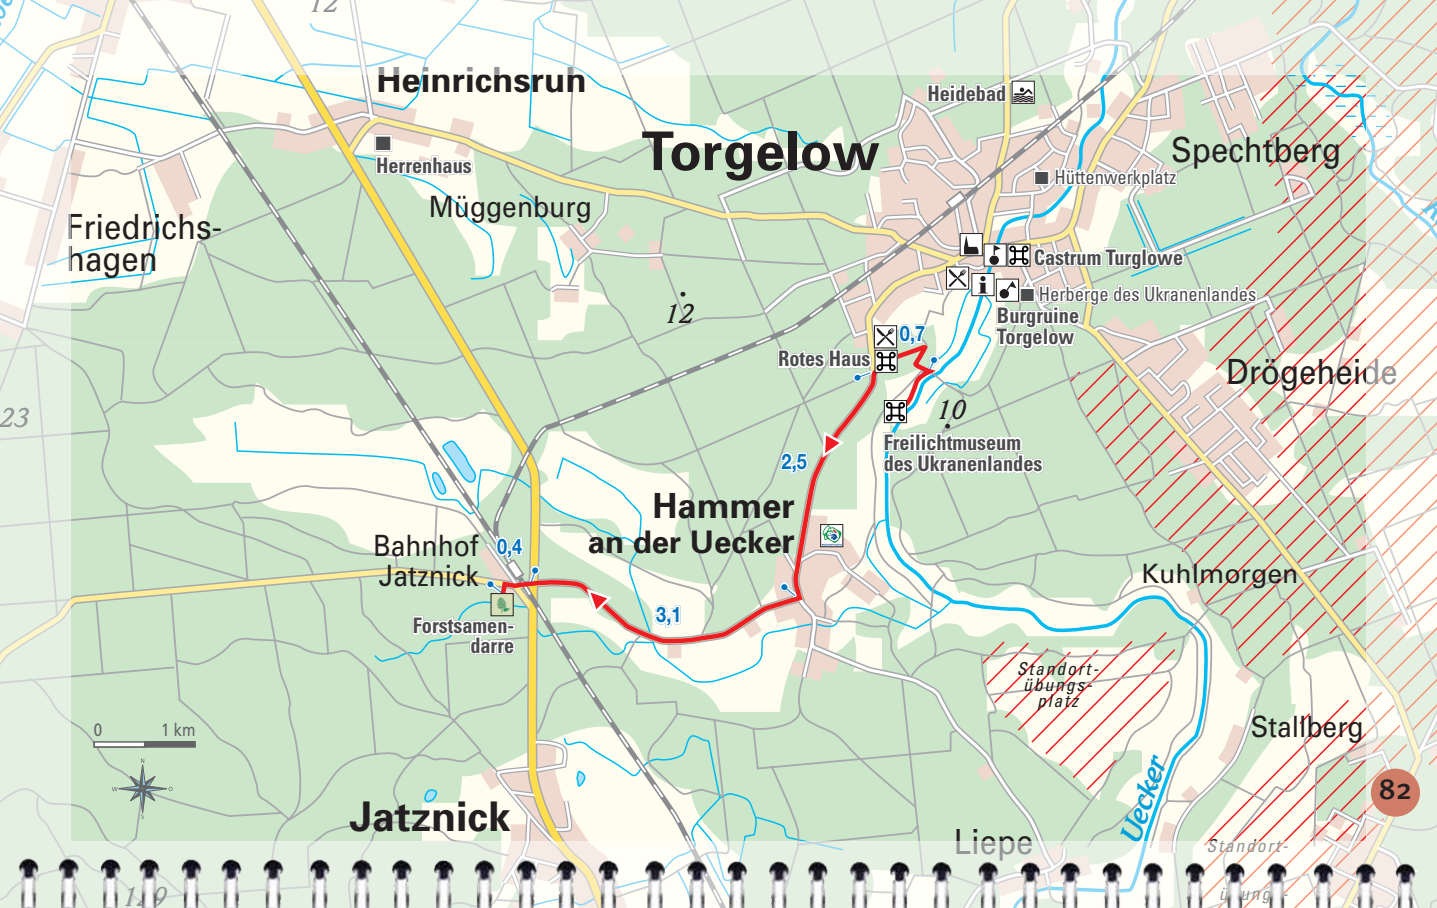 12
Heinrichsruh
Heidebad
Torgelow
Spechtberg
Herrenhaus
Hüttenwerkplatz
Müggenburg
Friedrichs-
hagen
Castrum Turglowe
Herberge des Ukranenlandes
12
Burgruine
Torgelow
0,7
Rotes Haus
Drögeheide
23
10
Freilichtmuseum
des Ukranenlandes
2,5
Hammer
an der Uecker
Bahnhof
Jatznick
0,4
Kuhlmorgen
3,1
Forstsamen-
darre
Standort-
übungs-
platz
0 1 km
Stallberg
N
W O
S
Uecker
82
Jatznick
Liepe
Standort-